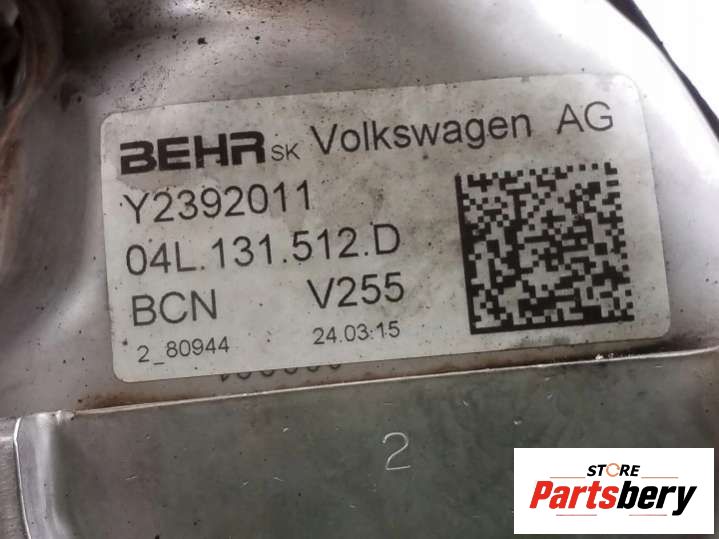 BEHR SK Volkswagen AG
Y2392011
04L.131.512.D
BCN V255
2_80944 24.03.15
2
STORE
Partsbery